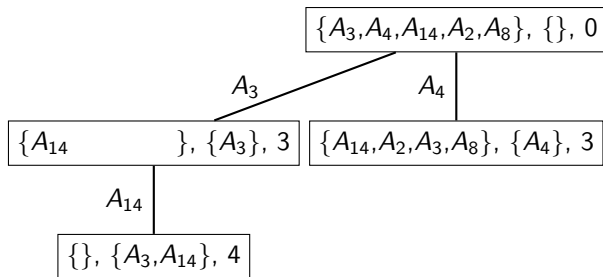 {A₃,A₄,A₁₄,A₂,A₈}, {}, 0
A₃
A₄
{A₁₄ }, {A₃}, 3
{A₁₄,A₂,A₃,A₈}, {A₄}, 3
A₁₄
{}, {A₃,A₁₄}, 4